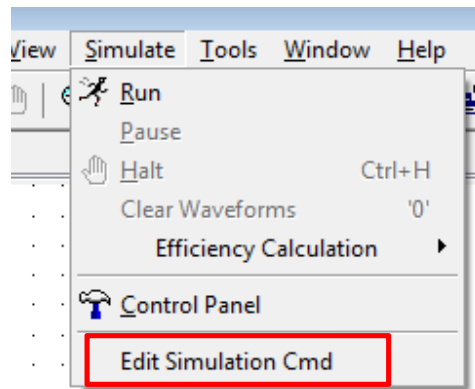 View Simulate Tools Window Help
Run
Pause
Halt Ctrl+H
Clear Waveforms '0'
Efficiency Calculation
Control Panel
Edit Simulation Cmd